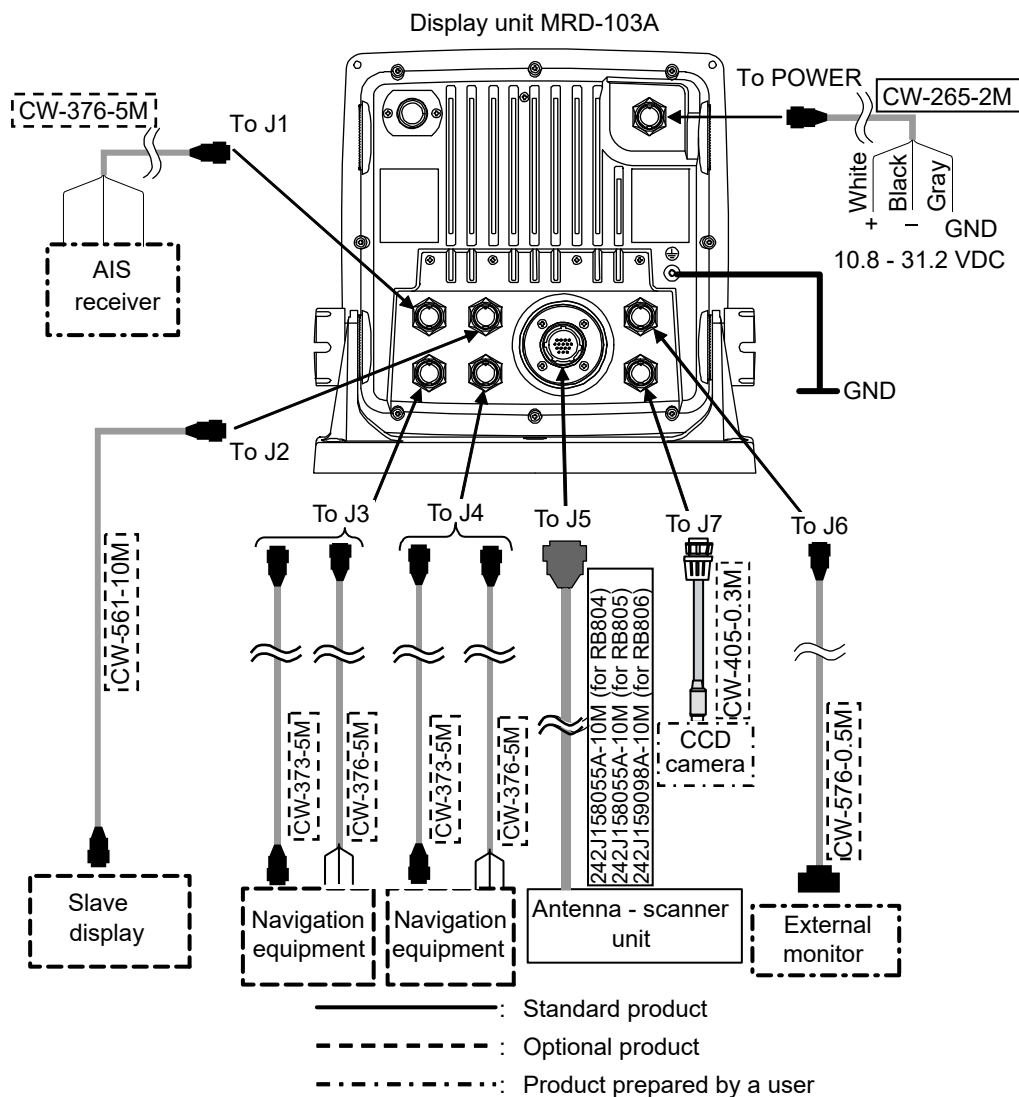 Display unit MRD-103A
To POWER
CW-265-2M
White
Black
Gray
+
–
GND
10.8 - 31.2 VDC
CW-376-5M
To J1
AIS
receiver
GND
To J2
To J3
To J4
To J5
To J7
To J6
CW-561-10M
CW-373-5M
CW-376-5M
CW-373-5M
CW-376-5M
242J158055A-10M (for RB804)
242J158055A-10M (for RB805)
242J159098A-10M (for RB806)
CW-405-0.3M
CCD
camera
CW-576-0.5M
Slave
display
Navigation
equipment
Navigation
equipment
Antenna - scanner
unit
External
monitor
: Standard product
: Optional product
: Product prepared by a user